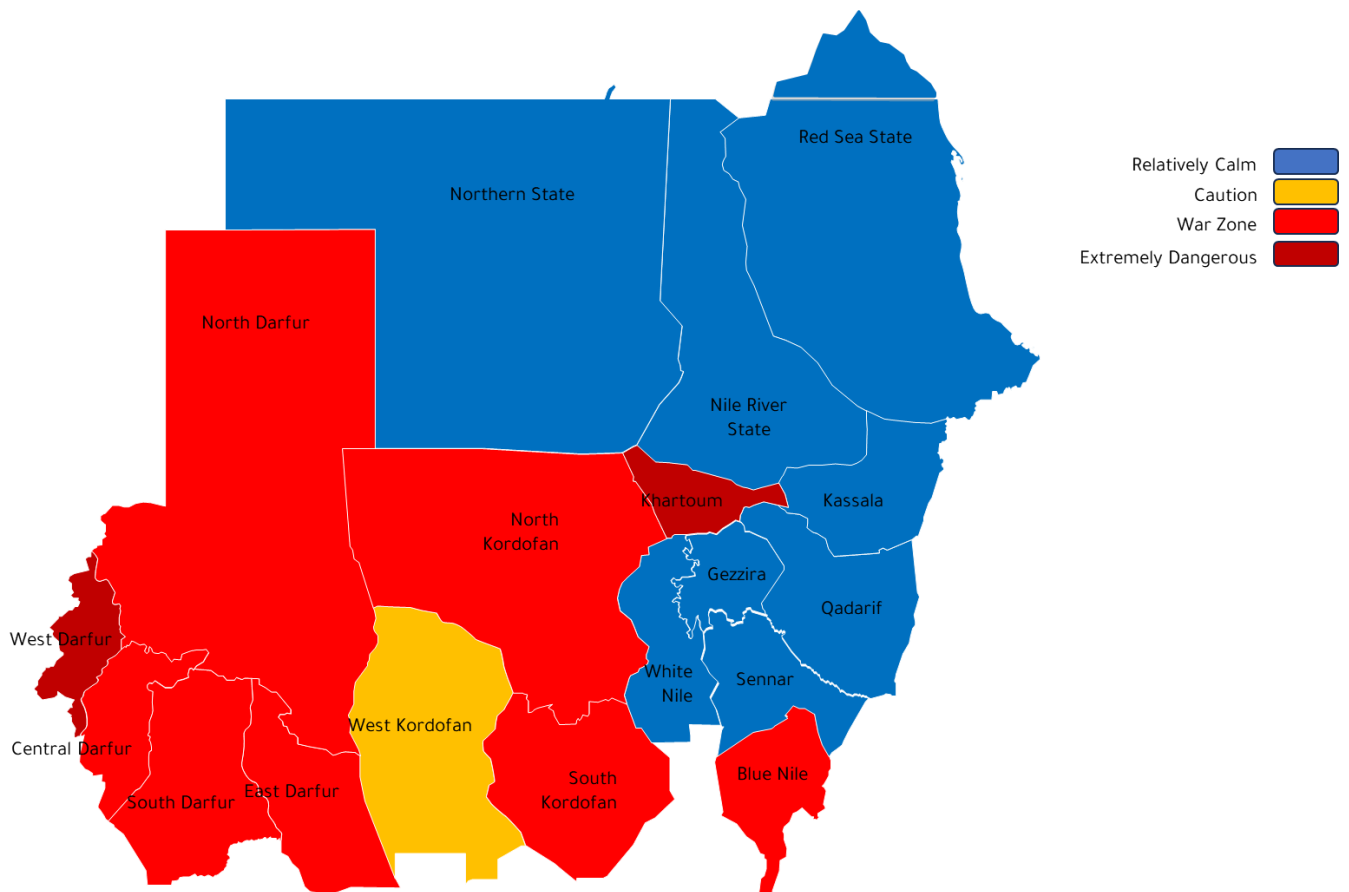 Red Sea State
Relatively Calm
Northern State
Caution
War Zone
Extremely Dangerous
North Darfur
Nile River
State
Khartoum
Kassala
North
Kordofan
Gezzira
Qadarif
West Darfur
White
Nile
Sennar
West Kordofan
Central Darfur
South
Kordofan
Blue Nile
East Darfur
South Darfur